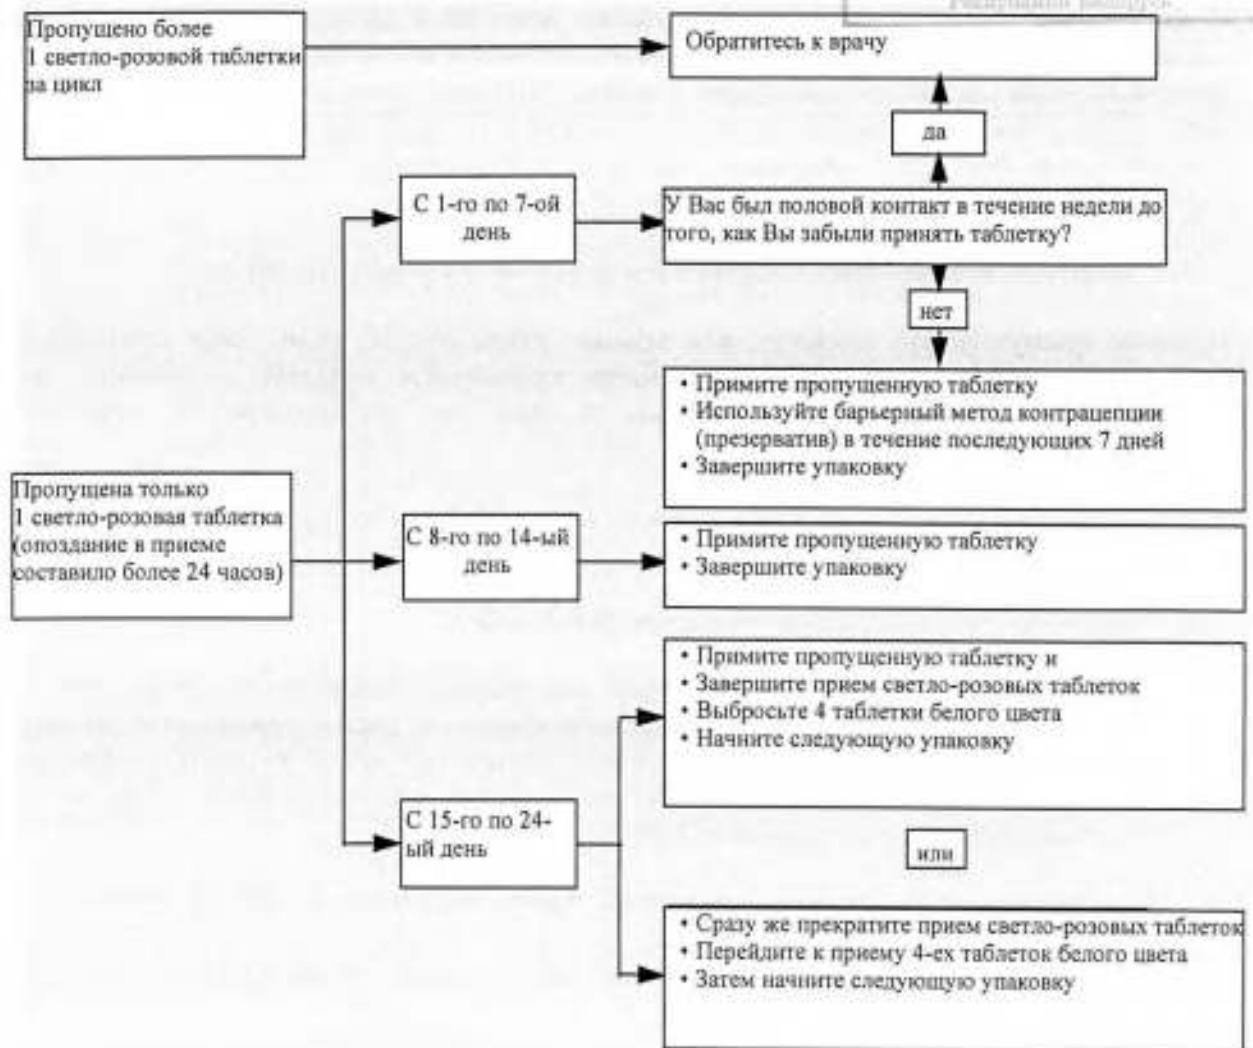 Республики Беларусь
Пропущено более
1 светло-розовой таблетки
за цикл
Обратитесь к врачу
да
С 1-го по 7-ой
день
У Вас был половой контакт в течение недели до
того, как Вы забыли принять таблетку?
нет
• Примите пропущенную таблетку
• Используйте барьерный метод контрацепции
(презерватив) в течение последующих 7 дней
• Завершите упаковку
Пропущена только
1 светло-розовая таблетка
(опоздание в приеме
составило более 24 часов)
С 8-го по 14-ый
день
• Примите пропущенную таблетку
• Завершите упаковку
• Примите пропущенную таблетку и
• Завершите прием светло-розовых таблеток
• Выбросьте 4 таблетки белого цвета
• Начните следующую упаковку
С 15-го по 24-
ый день
или
• Сразу же прекратите прием светло-розовых таблеток
• Перейдите к приему 4-ех таблеток белого цвета
• Затем начните следующую упаковку